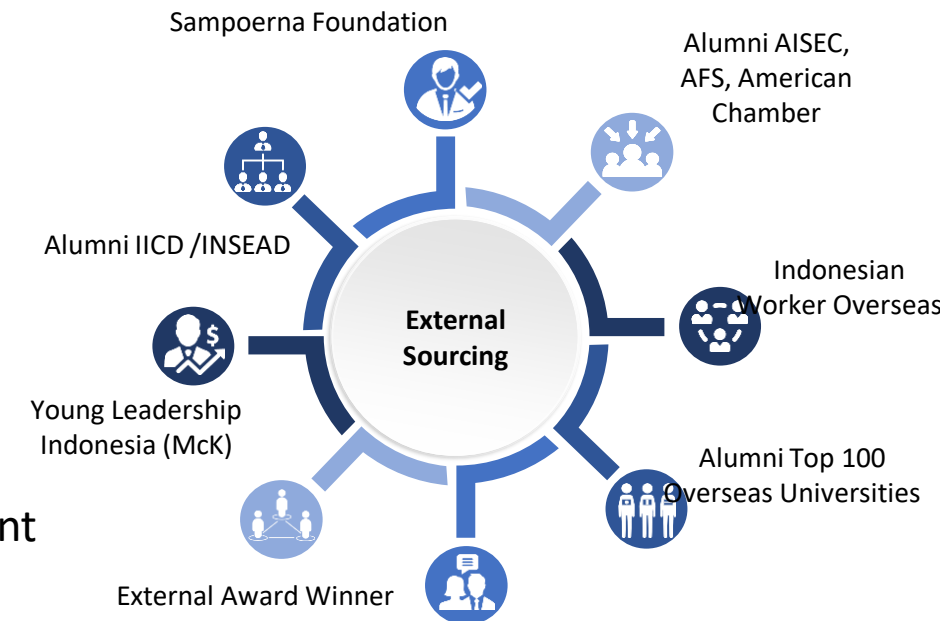 Sampoerna Foundation
Alumni AISEC,
AFS, American
Chamber
Alumni IICD /INSEAD
External
Sourcing
Indonesian
Worker Overseas
Young Leadership
Indonesia (McK)
Alumni Top 100
Overseas Universities
nt
External Award Winner
$